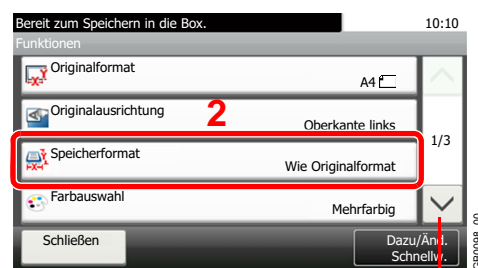 Bereit zum Speichern in die Box. 10:10
Funktionen
Originalformat
A4
Originalausrichtung
2
Oberkante links
1/3
Speicherformat
Wie Originalformat
Farbauswahl
Mehrfarbig
Schließen
Dazu/Änd.
Schnellw.
GB0098_00